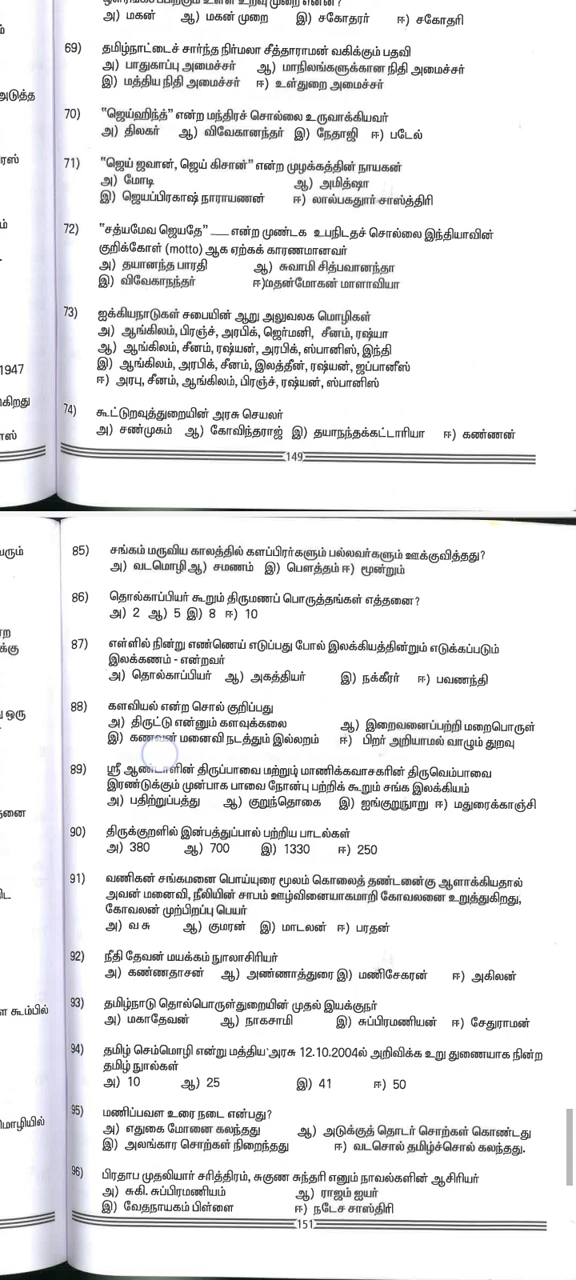 அ) மகன் ஆ) மகன் முறை இ) சகோதரர் ஈ) சகோதரி
69) தமிழ்நாட்டைச் சார்ந்த நிர்மலா சீத்தாராமன் வகிக்கும் பதவி
அ) பாதுகாப்பு அமைச்சர் ஆ) மாநிலங்களுக்கான நிதி அமைச்சர்
இ) மத்திய நிதி அமைச்சர் ஈ) உள்துறை அமைச்சர்
அடுத்த
70) "ஜெய்ஹிந்த்" என்ற மந்திரச் சொல்லை உருவாக்கியவர்
அ) திலகர் ஆ) விவேகானந்தர் இ) நேதாஜி ஈ) படேல்
ரஸ்
71) "ஜெய் ஜவான், ஜெய் கிசான்" என்ற முழக்கத்தின் நாயகன்
அ) மோடி ஆ) அமித்ஷா
இ) ஜெயப்பிரகாஷ் நாராயணன் ஈ) லால்பகதூர் சாஸ்த்திரி
72) "சத்யமேவ ஜெயதே" ___ என்ற முண்டக உபநிடதச் சொல்லை இந்தியாவின்
குறிக்கோள் (motto) ஆக ஏற்கக் காரணமானவர்
அ) தயானந்த பாரதி ஆ) சுவாமி சித்பவானந்தா
இ) விவேகாநந்தர் ஈ)மதன்மோகன் மாளாவியா
73) ஐக்கியநாடுகள் சபையின் ஆறு அலுவலக மொழிகள்
அ) ஆங்கிலம், பிரஞ்ச், அரபிக், ஜெர்மனி, சீனம், ரஷ்யா
ஆ) ஆங்கிலம், சீனம், ரஷ்யன், அரபிக், ஸ்பானிஸ், இந்தி
இ) ஆங்கிலம், அரபிக், சீனம், இலத்தீன், ரஷ்யன், ஜப்பானீஸ்
ஈ) அரபு, சீனம், ஆங்கிலம், பிரஞ்ச், ரஷ்யன், ஸ்பானிஸ்
1947
கிறது
74) கூட்டுறவுத்துறையின் அரசு செயலர்
அ) சண்முகம் ஆ) கோவிந்தராஜ் இ) தயாநந்தக்கட்டாரியா ஈ) கண்ணன்
149
வரும்
85) சங்கம் மருவிய காலத்தில் களப்பிரர்களும் பல்லவர்களும் ஊக்குவித்தது?
அ) வடமொழி ஆ) சமணம் இ) பௌத்தம் ஈ) மூன்றும்
86) தொல்காப்பியர் கூறும் திருமணப் பொருத்தங்கள் எத்தனை?
அ) 2 ஆ) 5 இ) 8 ஈ) 10
87) எள்ளில் நின்று எண்ணெய் எடுப்பது போல் இலக்கியத்தின்றும் எடுக்கப்படும்
இலக்கணம் - என்றவர்
அ) தொல்காப்பியர் ஆ) அகத்தியர் இ) நக்கீரர் ஈ) பவணந்தி
88) களவியல் என்ற சொல் குறிப்பது
அ) திருட்டு என்னும் களவுக்கலை ஆ) இறைவனைப்பற்றி மறைபொருள்
இ) கணவன் மனைவி நடத்தும் இல்லறம் ஈ) பிறர் அறியாமல் வாழும் துறவு
ஒரு
89) ஸ்ரீ ஆண்டாளின் திருப்பாவை மற்றும் மாணிக்கவாசகரின் திருவெம்பாவை
இரண்டுக்கும் முன்பாக பாவை நோன்பு பற்றிக் கூறும் சங்க இலக்கியம்
அ) பதிற்றுப்பத்து ஆ) குறுந்தொகை இ) ஐங்குறுநூறு ஈ) மதுரைக்காஞ்சி
90) திருக்குறளில் இன்பத்துப்பால் பற்றிய பாடல்கள்
அ) 380 ஆ) 700 இ) 1330 ஈ) 250
91) வணிகன் சங்கமனை பொய்யுரை மூலம் கொலைத் தண்டனைகு ஆளாக்கியதால்
அவன் மனைவி, நீலியின் சாபம் ஊழ்வினையாகமாறி கோவலனை உறுத்துகிறது,
கோவலன் முற்பிறப்பு பெயர்
அ) வசு ஆ) குமரன் இ) மாடலன் ஈ) பரதன்
92) நீதி தேவன் மயக்கம் நூலாசிரியர்
அ) கண்ணதாசன் ஆ) அண்ணாத்துரை இ) மணிசேகரன் ஈ) அகிலன்
93) தமிழ்நாடு தொல்பொருள்துறையின் முதல் இயக்குநர்
அ) மகாதேவன் ஆ) நாகசாமி இ) சுப்பிரமணியன் ஈ) சேதுராமன்
கூம்பில்
94) தமிழ் செம்மொழி என்று மத்திய அரசு 12.10.2004ல் அறிவிக்க உறு துணையாக நின்ற
தமிழ் நூல்கள்
அ) 10 ஆ) 25 இ) 41 ஈ) 50
மொழியில்
95) மணிப்பவள உரை நடை என்பது?
அ) எதுகை மோனை கலந்தது ஆ) அடுக்குத் தொடர் சொற்கள் கொண்டது
இ) அலங்கார சொற்கள் நிறைந்தது ஈ) வடசொல் தமிழ்ச்சொல் கலந்தது.
96) பிரதாப முதலியார் சரித்திரம், சுகுண சுந்தரி எனும் நாவல்களின் ஆசிரியர்
அ) சுகி. சுப்பிரமணியம் ஆ) ராஜம் ஐயர்
இ) வேதநாயகம் பிள்ளை ஈ) நடேச சாஸ்திரி
151